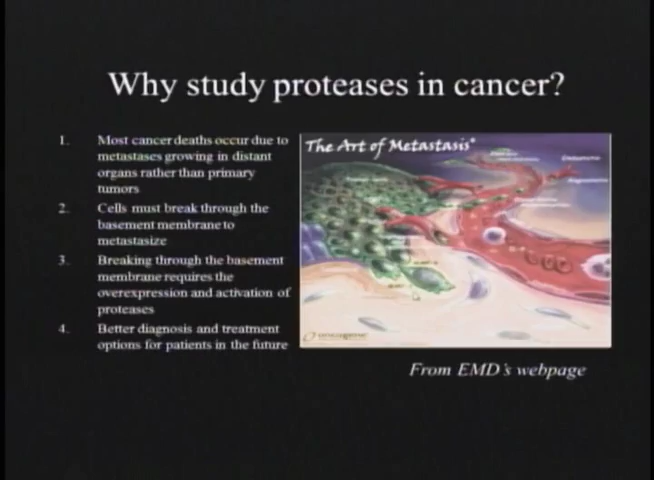 Why study proteases in cancer?
1. Most cancer deaths occur due to
metastases growing in distant
organs rather than primary
tumors
2. Cells must break through the
basement membrane to
metastasize
3. Breaking through the basement
membrane requires the
overexpression and activation of
proteases
4. Better diagnosis and treatment
options for patients in the future
The Art of Metastasis
From EMD's webpage